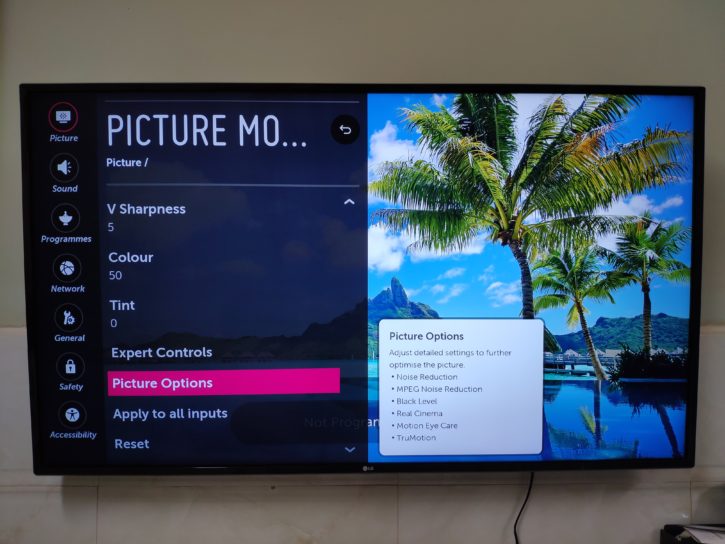 Picture
Sound
Programmes
Network
General
Safety
Accessibility
PICTURE MO...
Picture /
V Sharpness
5
Colour
50
Tint
0
Expert Controls
Picture Options
Apply to all inputs
Reset
Not Progra
Picture Options
Adjust detailed settings to further
optimise the picture.
• Noise Reduction
• MPEG Noise Reduction
• Black Level
• Real Cinema
• Motion Eye Care
• TruMotion
LG